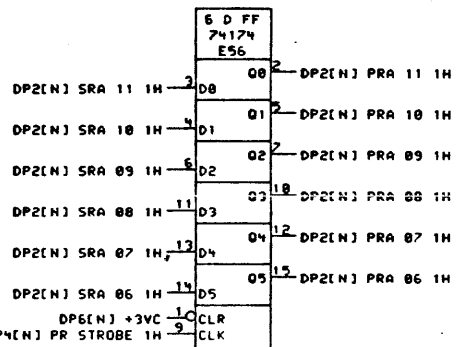 6 D FF
74174
E56
Q0 2 DP2[N] PRA 11 1H
DP2[N] SRA 11 1H 3 D0
Q1 5 DP2[N] PRA 10 1H
DP2[N] SRA 10 1H 4 D1
Q2 7 DP2[N] PRA 09 1H
DP2[N] SRA 09 1H 6 D2
Q3 10 DP2[N] PRA 08 1H
DP2[N] SRA 08 1H 11 D3
Q4 12 DP2[N] PRA 07 1H
DP2[N] SRA 07 1H 13 D4
Q5 15 DP2[N] PRA 06 1H
DP2[N] SRA 06 1H 14 D5
DP6[N] +3VC 1 CLR
P4[N] PR STROBE 1H 9 CLK